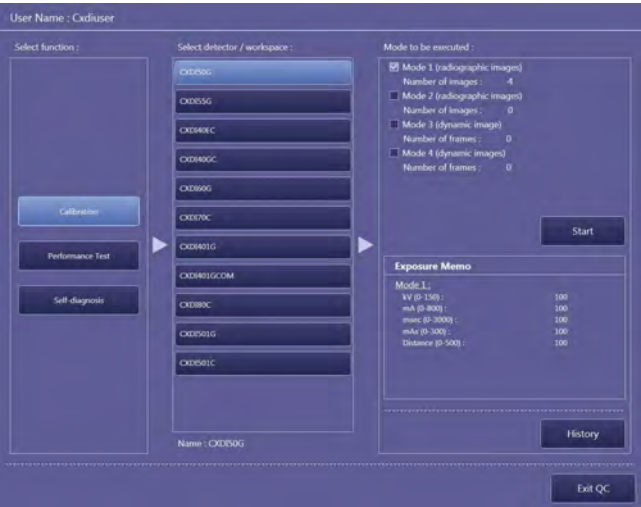 User Name : Cxdiuser
Select function :
Calibration
Performance Test
Self-diagnosis
Select detector / workspace :
CXDI50G
CXDI55G
CXDI40EC
CXDI40GC
CXDI60G
CXDI70C
CXDI401G
CXDI401GCOM
CXDI80C
CXDI501G
CXDI501C
Name : CXDI50G
Mode to be executed :
Mode 1 (radiographic images)
Number of images : 4
Mode 2 (radiographic images)
Number of images : 0
Mode 3 (dynamic image)
Number of frames : 0
Mode 4 (dynamic images)
Number of frames : 0
Start
Exposure Memo
Mode 1 :
kV (0-150) : 100
mA (0-800) : 100
msec (0-3000) : 100
mAs (0-300) : 100
Distance (0-500) : 100
History
Exit QC